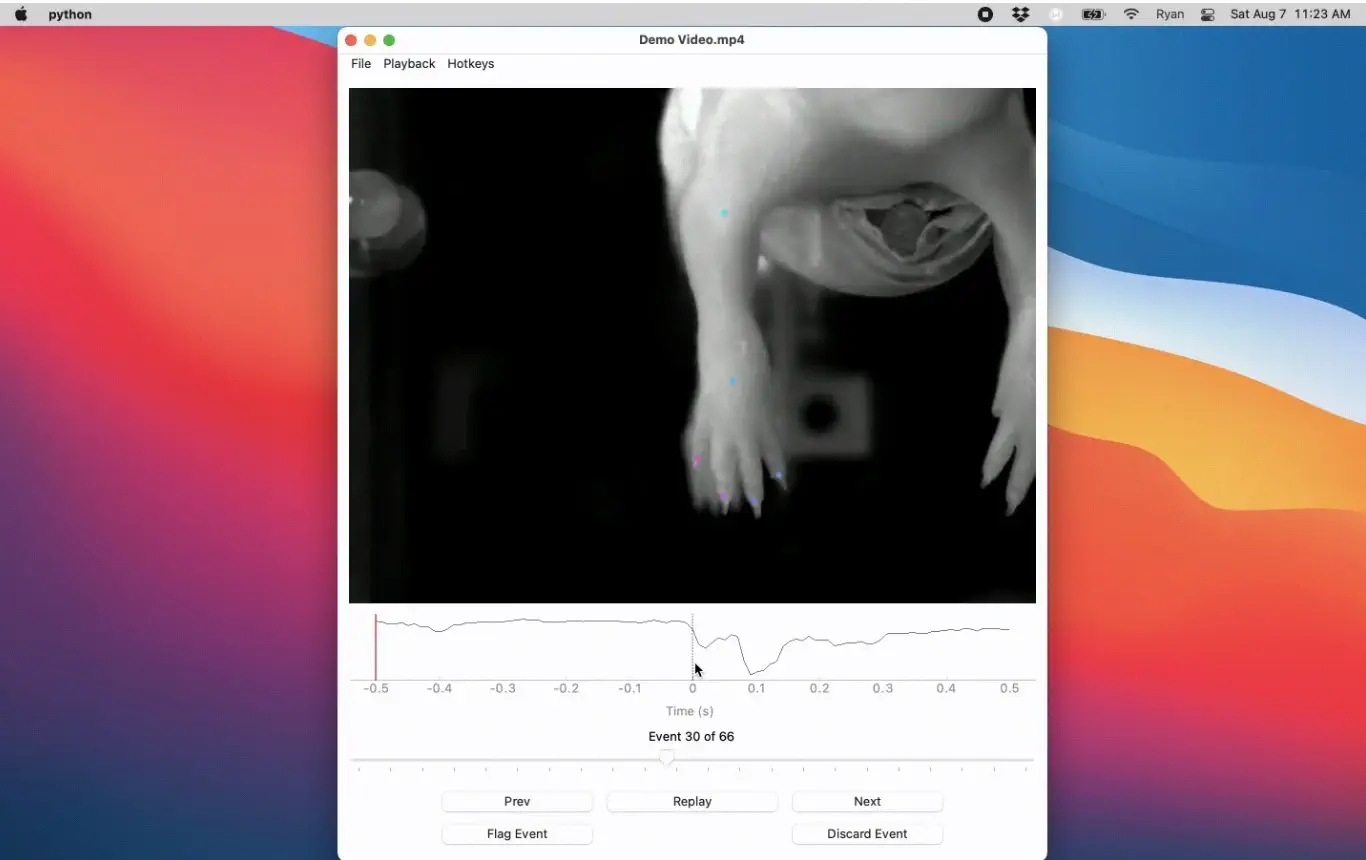 python Ryan Sat Aug 7 11:23 AM
Demo Video.mp4
File Playback Hotkeys
-0.5 -0.4 -0.3 -0.2 -0.1 0 0.1 0.2 0.3 0.4 0.5
Time (s)
Event 30 of 66
Prev Replay Next
Flag Event Discard Event